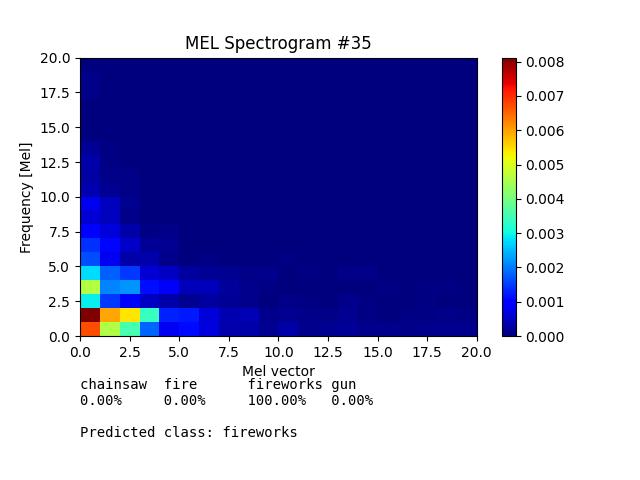 MEL Spectrogram #35
20.0
17.5
15.0
12.5
10.0
7.5
5.0
2.5
0.0
Frequency [Mel]
0.0 2.5 5.0 7.5 10.0 12.5 15.0 17.5 20.0
Mel vector
0.008
0.007
0.006
0.005
0.004
0.003
0.002
0.001
0.000
chainsaw fire fireworks gun
0.00% 0.00% 100.00% 0.00%
Predicted class: fireworks